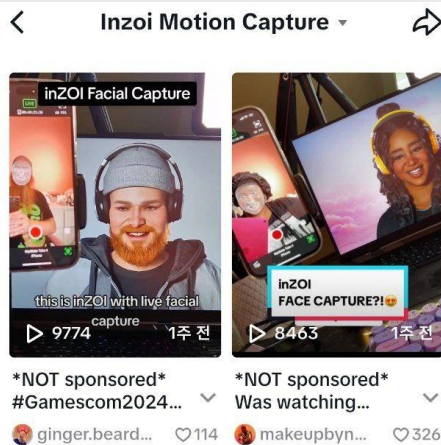 Inzoi Motion Capture
inZOI Facial Capture
LIVE
this is inZOI with live facial
capture
9774
1주 전
inZOI
FACE CAPTURE?!😍
8463
1주 전
*NOT sponsored*
#Gamescom2024...
ginger.beard...
114
*NOT sponsored*
Was watching...
makeupbyn...
326